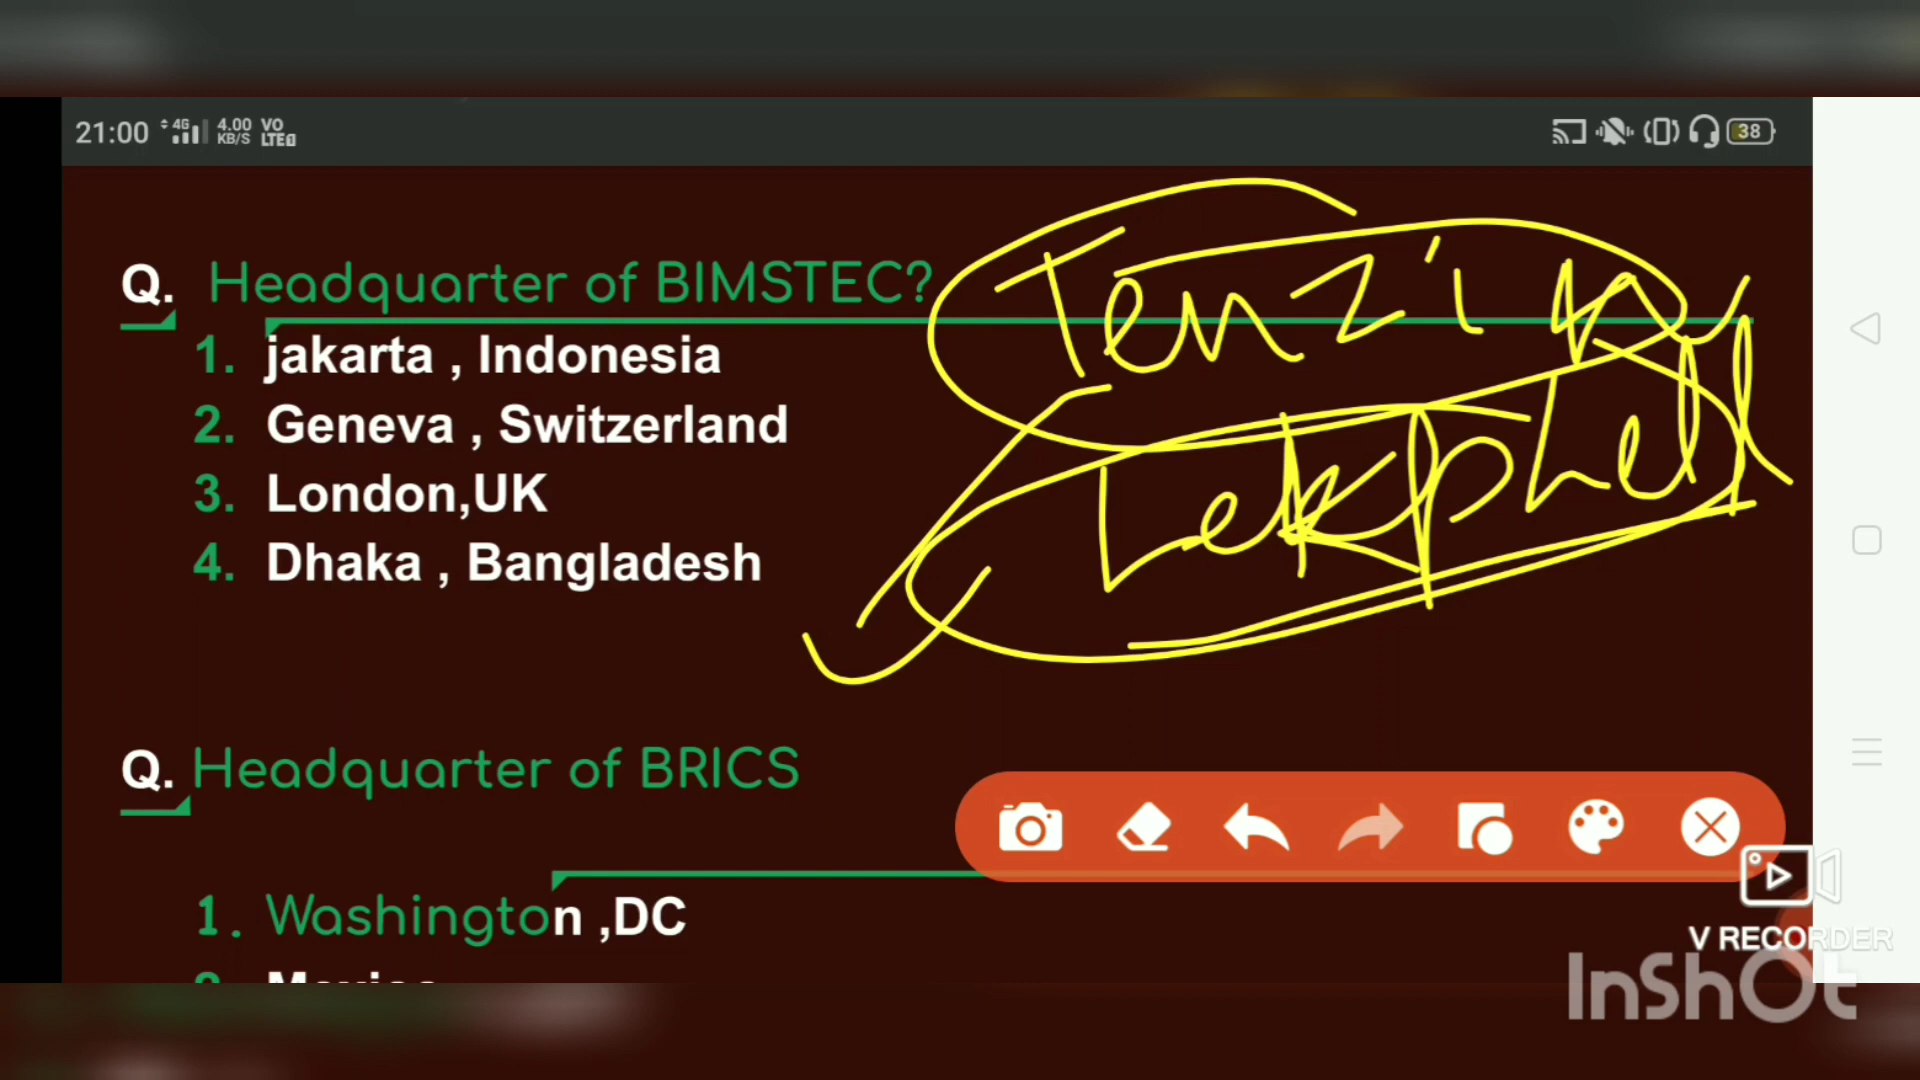 21:00 4G 4.00 KB/S VO LTE 38
Q. Headquarter of BIMSTEC?
1. jakarta , Indonesia
2. Geneva , Switzerland
3. London,UK
4. Dhaka , Bangladesh
Tenzin
Lekphell
Q. Headquarter of BRICS
1. Washington ,DC
V RECORDER
InShOt